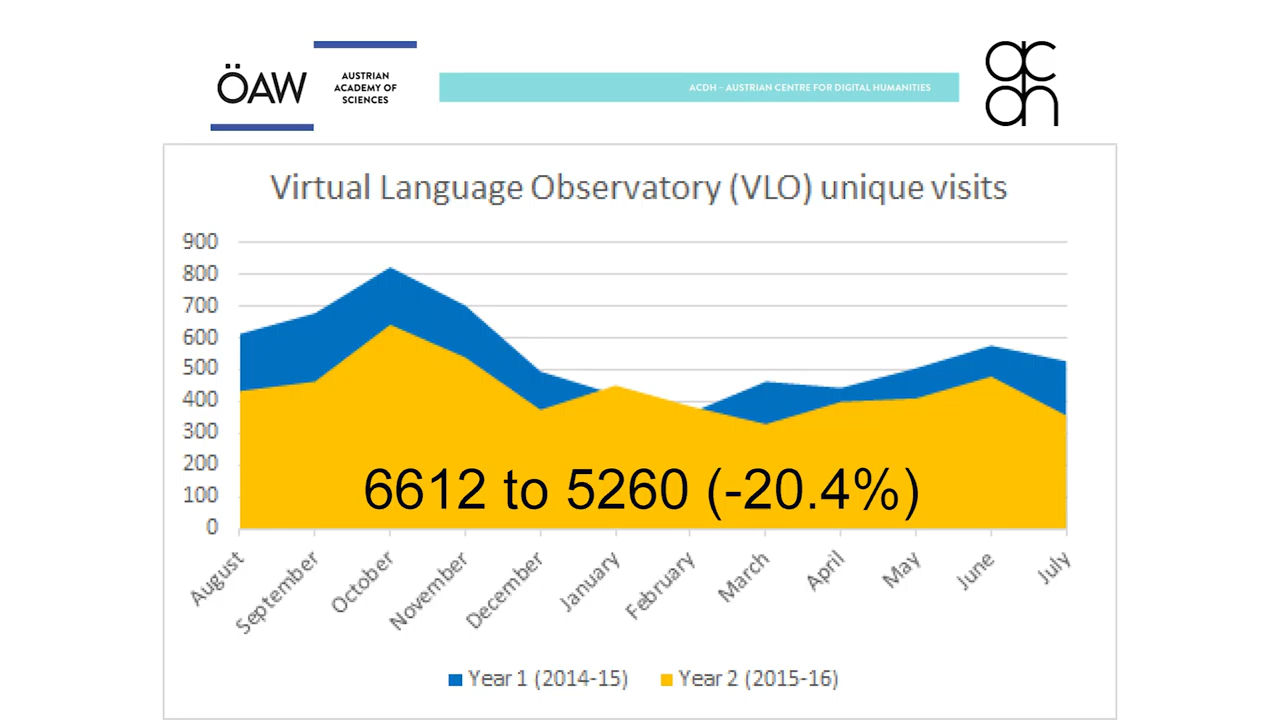 ÖAW
AUSTRIAN
ACADEMY OF
SCIENCES
ACDH – AUSTRIAN CENTRE FOR DIGITAL HUMANITIES
ac
dh
Virtual Language Observatory (VLO) unique visits
900
800
700
600
500
400
300
200
100
0
6612 to 5260 (-20.4%)
August
September
October
November
December
January
February
March
April
May
June
July
Year 1 (2014-15)
Year 2 (2015-16)